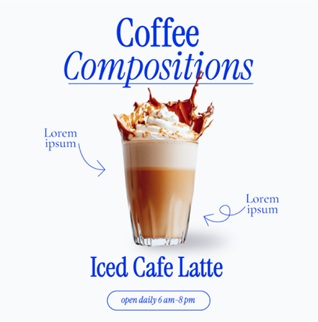 Coffee
Compositions
Lorem
ipsum
Lorem
ipsum
Iced Cafe Latte
open daily 6 am-8 pm